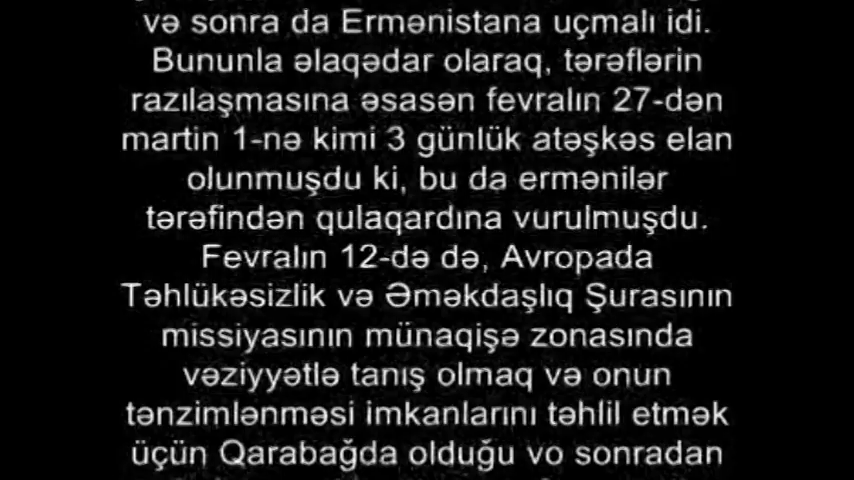 və sonra da Ermənistana uçmalı idi.
Bununla əlaqədar olaraq, tərəflərin
razılaşmasına əsasən fevralın 27-dən
martin 1-nə kimi 3 günlük atəşkəs elan
olunmuşdu ki, bu da ermənilər
tərəfindən qulaqardına vurulmuşdu.
Fevralın 12-də də, Avropada
Təhlükəsizlik və Əməkdaşlıq Şurasının
missiyasının münaqişə zonasında
vəziyyətlə tanış olmaq və onun
tənzimlənməsi imkanlarını təhlil etmək
üçün Qarabağda olduğu vo sonradan